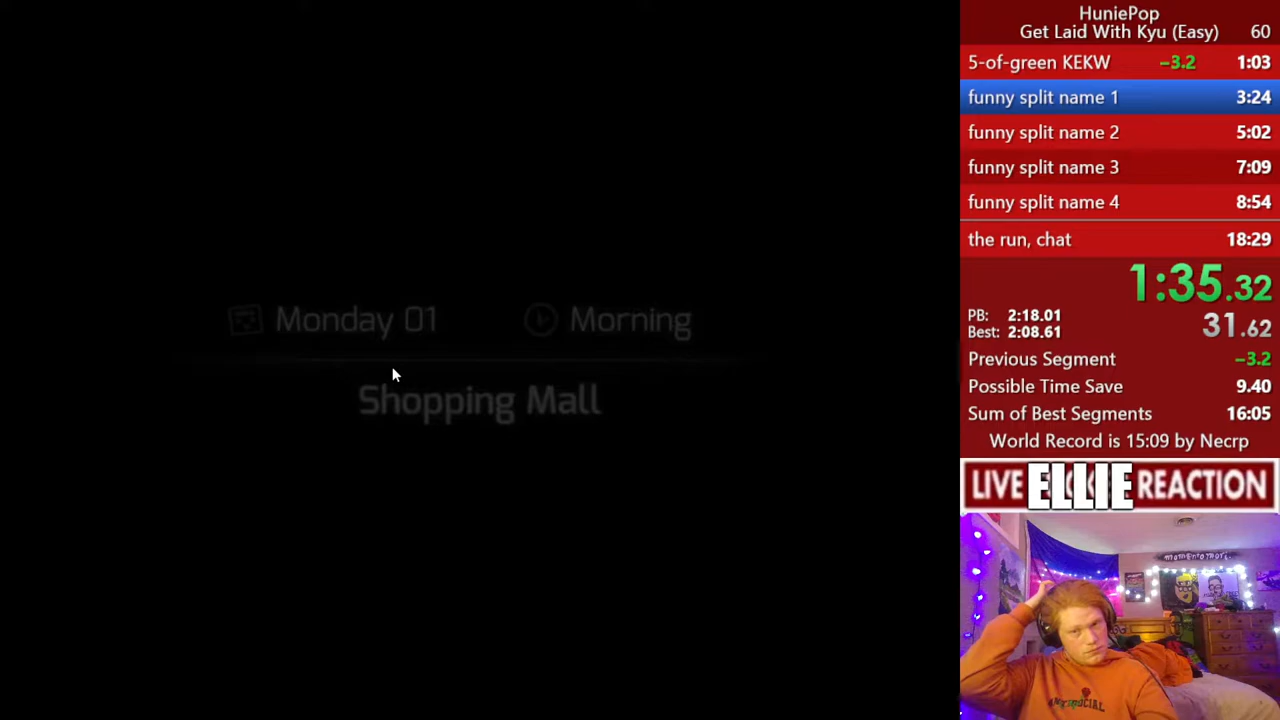 Monday 01 Morning
Shopping Mall
HuniePop
Get Laid With Kyu (Easy) 60
5-of-green KEKW −3.2 1:03
funny split name 1 3:24
funny split name 2 5:02
funny split name 3 7:09
funny split name 4 8:54
the run, chat 18:29
1:35.32
PB: 2:18.01
Best: 2:08.61
31.62
Previous Segment −3.2
Possible Time Save 9.40
Sum of Best Segments 16:05
World Record is 15:09 by Necrp
LIVE ELLIE REACTION
momento mori.